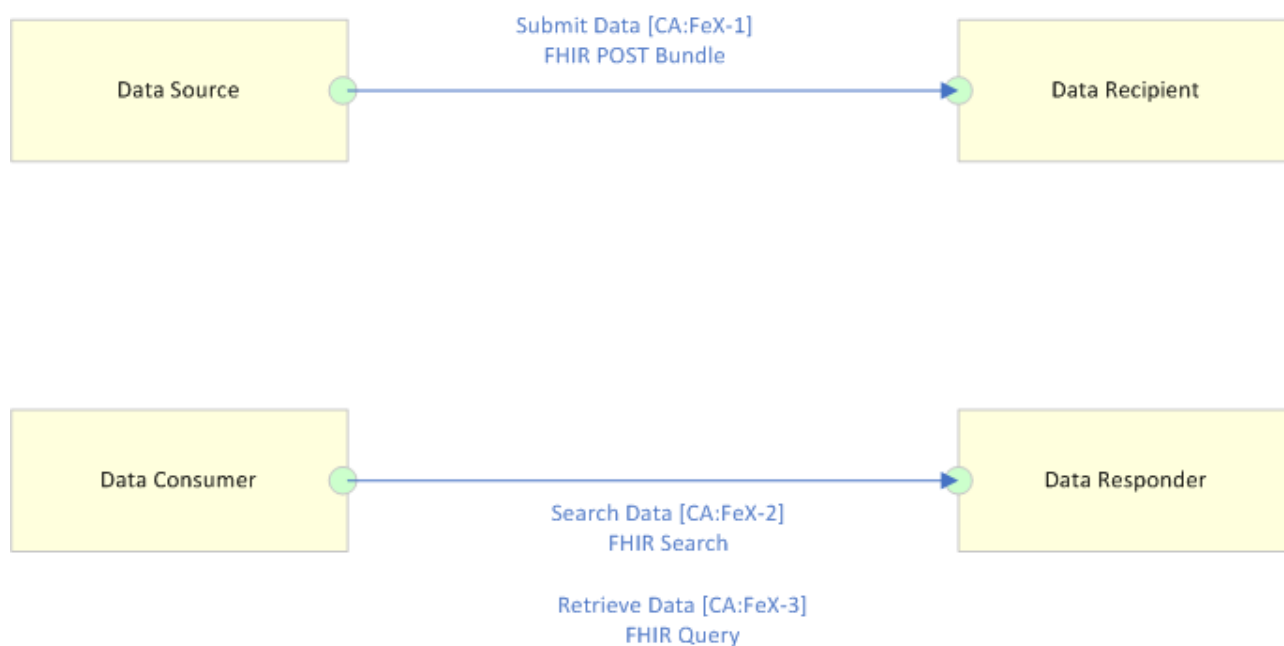 Submit Data [CA:FeX-1]
FHIR POST Bundle
Data Source
Data Recipient
Data Consumer
Data Responder
Search Data [CA:FeX-2]
FHIR Search
Retrieve Data [CA:FeX-3]
FHIR Query